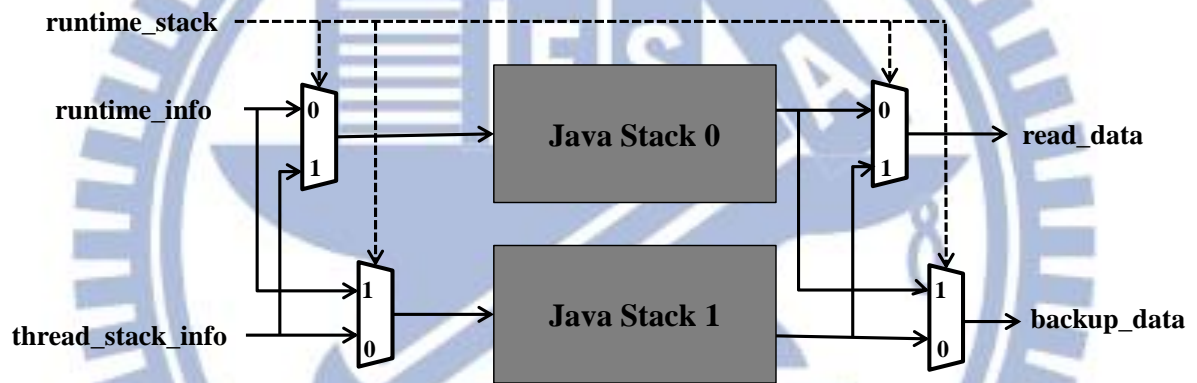 runtime_stack
runtime_info
0
1
Java Stack 0
0
1
read_data
thread_stack_info
1
0
Java Stack 1
1
0
backup_data